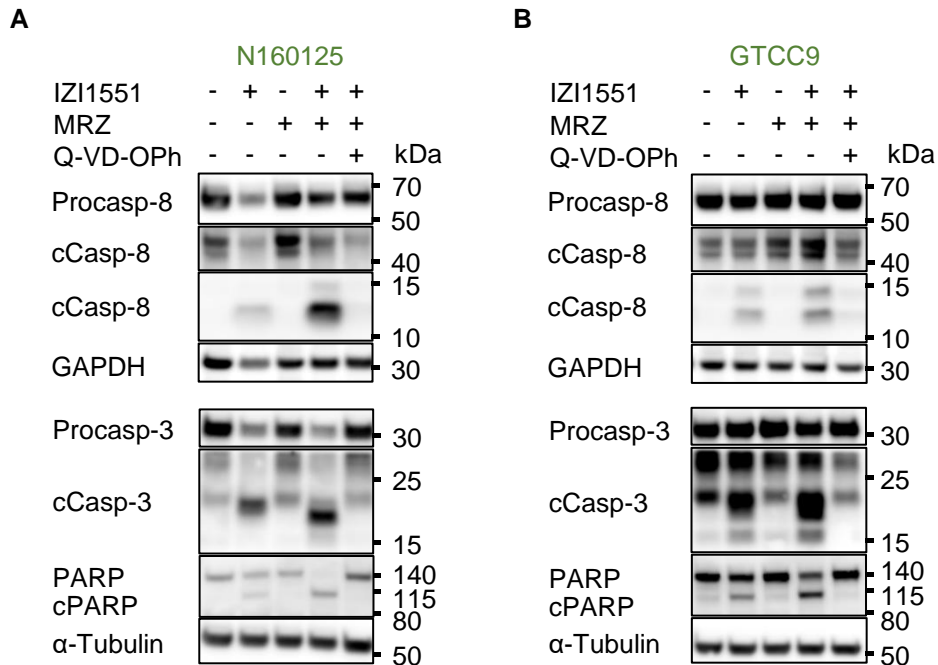 A
N160125
IZI1551 - + - + +
MRZ - - + + +
Q-VD-OPh - - - - + kDa
Procasp-8 70
50
cCasp-8 40
cCasp-8 15
10
GAPDH 30
Procasp-3 30
cCasp-3 25
15
PARP 140
cPARP 115
80
α-Tubulin 50
B
GTCC9
IZI1551 - + - + +
MRZ - - + + +
Q-VD-OPh - - - - + kDa
Procasp-8 70
50
cCasp-8 40
cCasp-8 15
10
GAPDH 30
Procasp-3 30
cCasp-3 25
15
PARP 140
cPARP 115
80
α-Tubulin 50